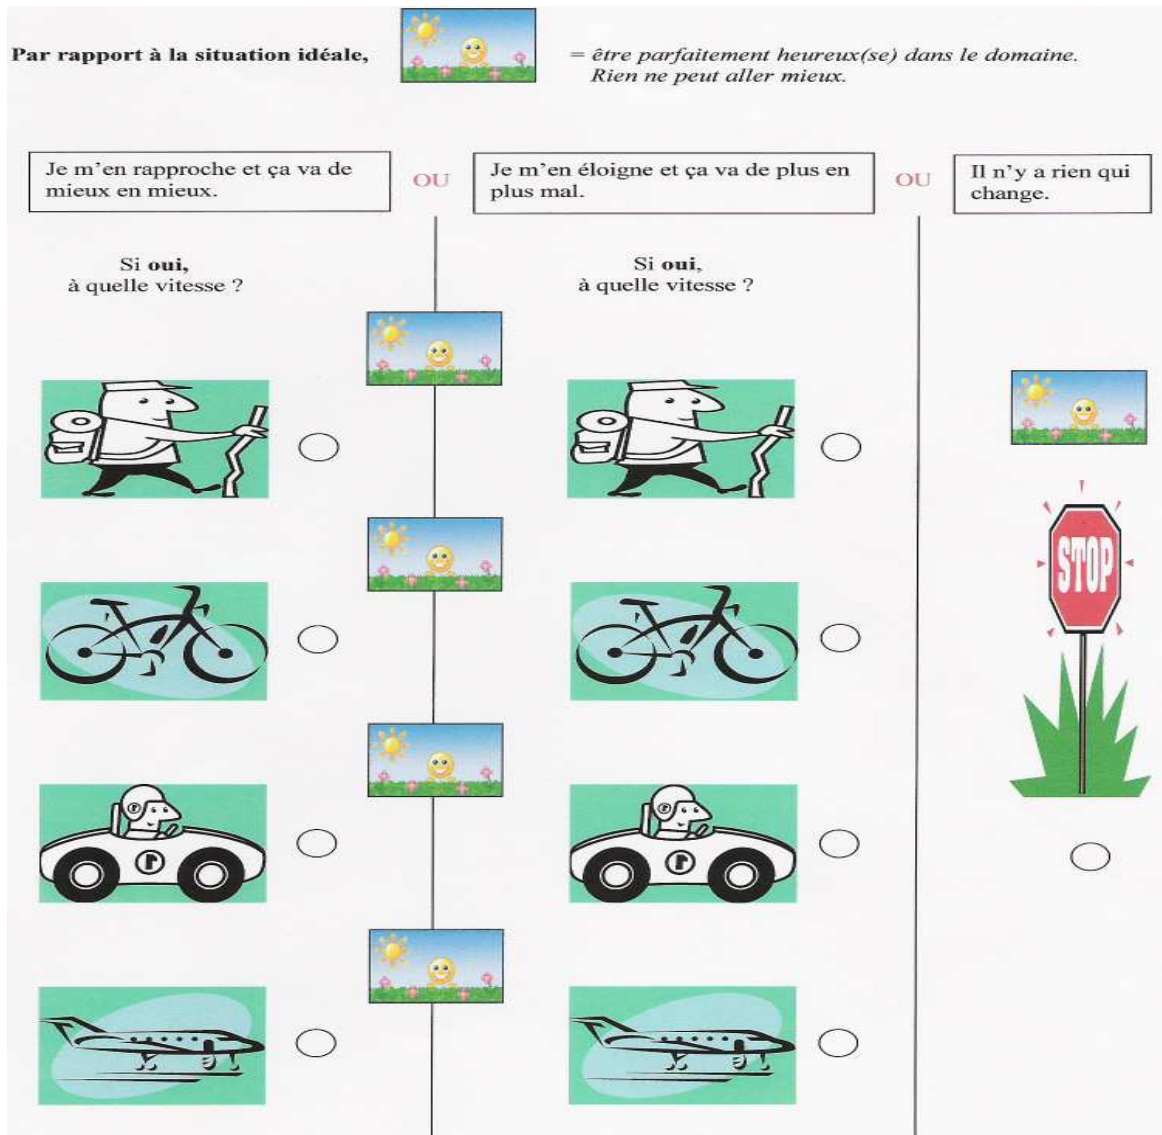 Par rapport à la situation idéale,
= être parfaitement heureux(se) dans le domaine.
Rien ne peut aller mieux.
Je m'en rapproche et ça va de
mieux en mieux.
OU
Je m'en éloigne et ça va de plus en
plus mal.
OU
Il n'y a rien qui
change.
Si oui,
à quelle vitesse ?
Si oui,
à quelle vitesse ?
STOP